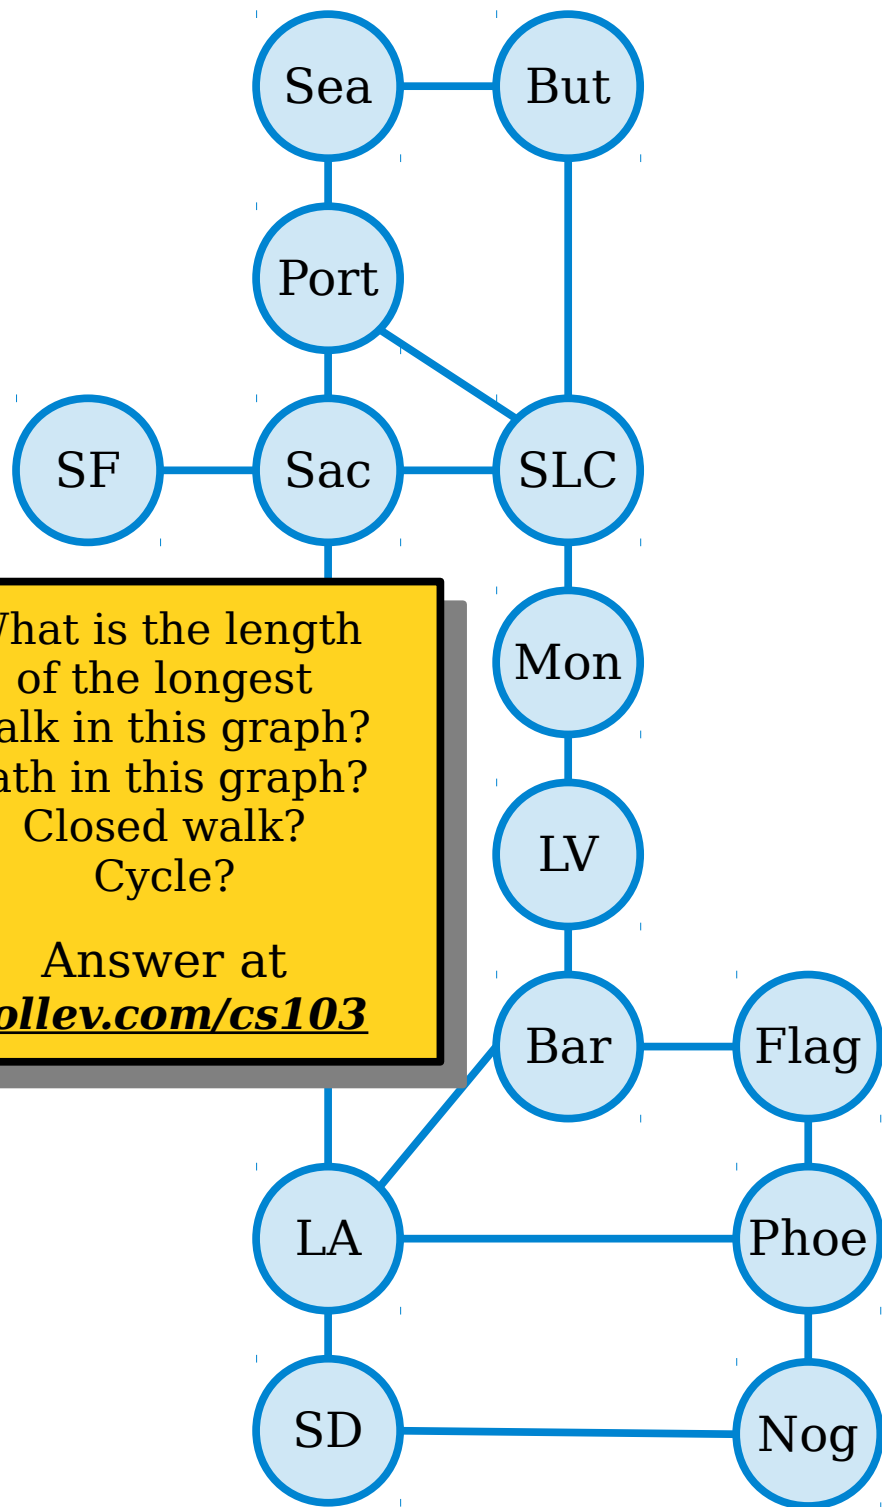 Sea But
Port
SF Sac SLC
hat is the length
of the longest
alk in this graph?
ath in this graph?
Closed walk?
Cycle?
Answer at
ollev.com/cs103
Mon
LV
Bar Flag
LA Phoe
SD Nog